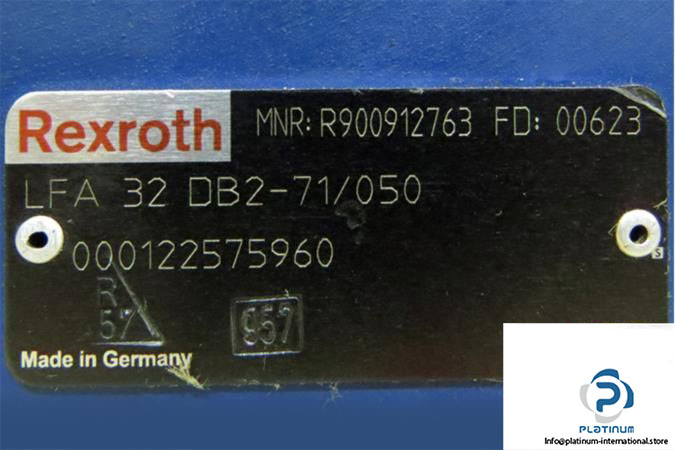 Rexroth MNR: R900912763 FD: 00623
LFA 32 DB2-71/050
000122575960
R
57
957
Made in Germany
S
PLATINUM
Info@platinum-international.store